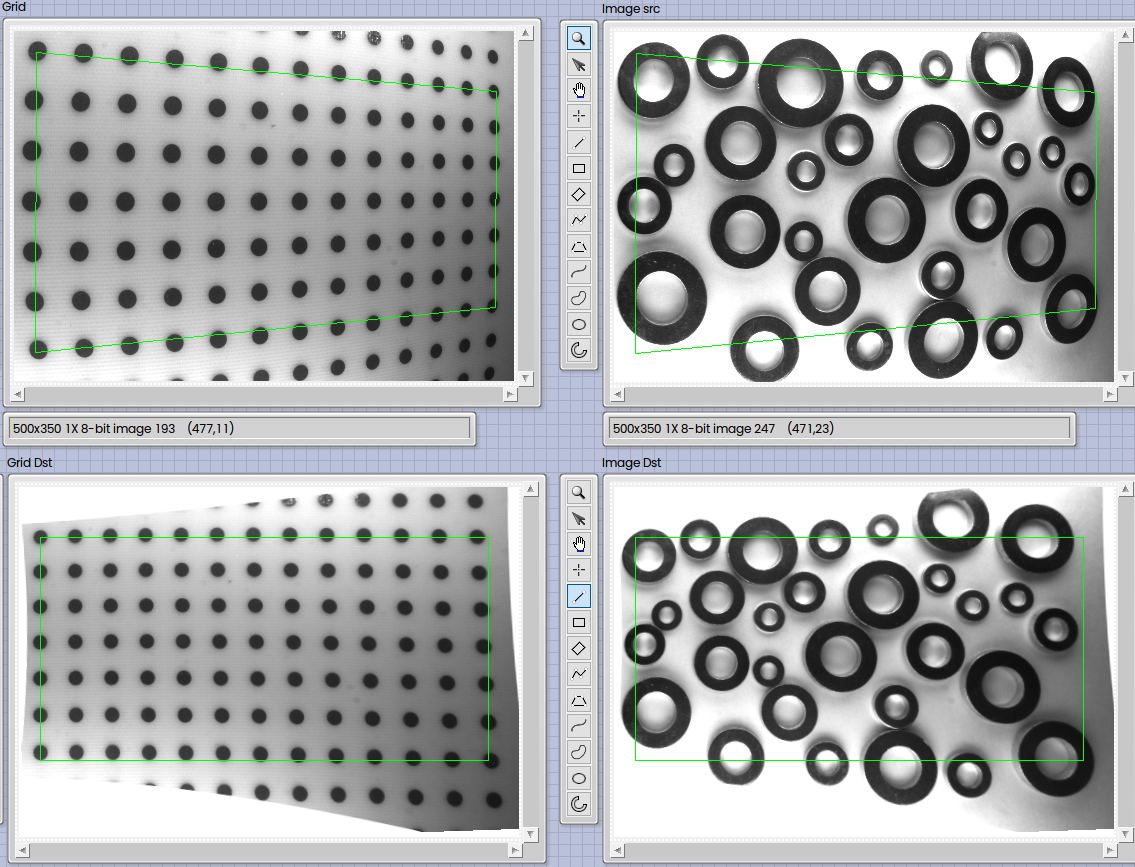 Grid
Image src
500x350 1X 8-bit image 193 (477,11)
500x350 1X 8-bit image 247 (471,23)
Grid Dst
Image Dst